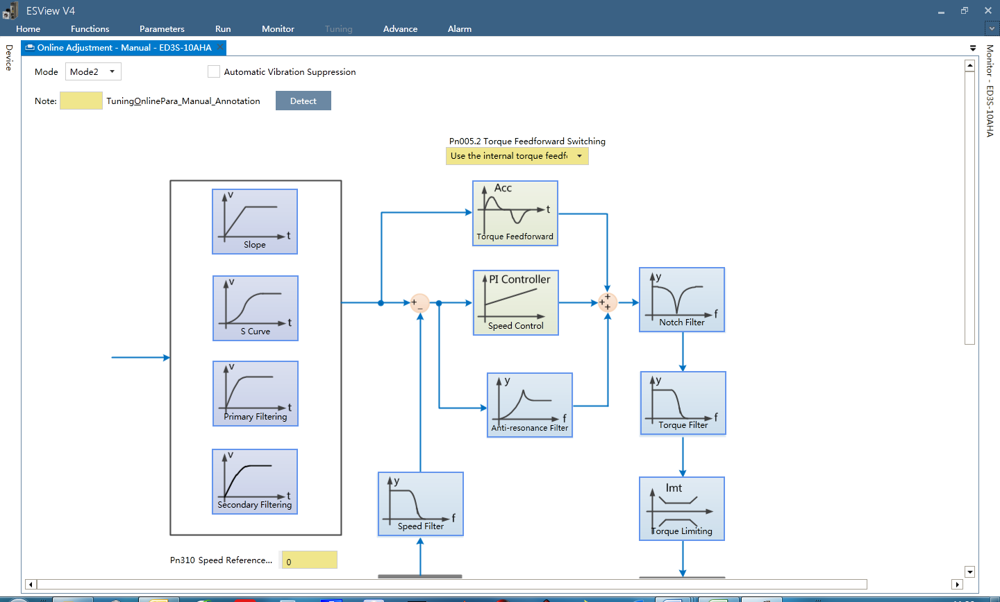 ESView V4
Home Functions Parameters Run Monitor Tuning Advance Alarm
Device
Online Adjustment - Manual - ED3S-10AHA
Monitor - ED3S-10AHA
Mode Mode2 Automatic Vibration Suppression
Note: TuningOnlinePara_Manual_Annotation Detect
Pn005.2 Torque Feedforward Switching
Use the internal torque feedf
v
t
Slope
v
t
S Curve
v
t
Primary Filtering
v
t
Secondary Filtering
Acc
t
Torque Feedforward
+
−
PI Controller
Speed Control
+
+
+
y
f
Anti-resonance Filter
y
f
Notch Filter
y
f
Torque Filter
y
f
Speed Filter
lmt
Torque Limiting
Pn310 Speed Reference... 0